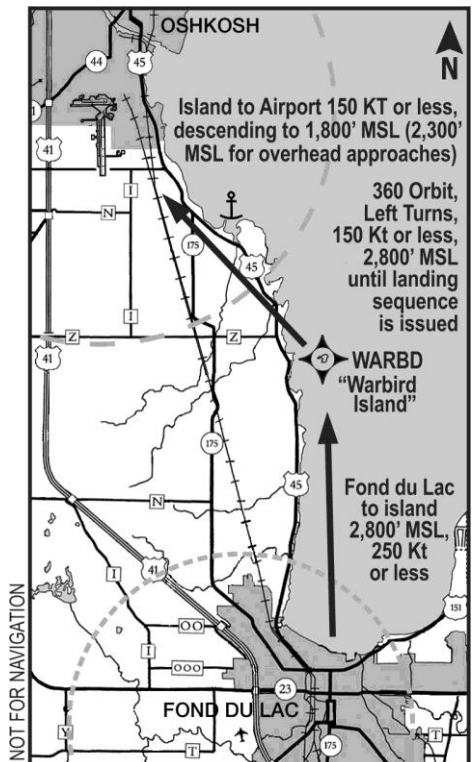 OSHKOSH
44
45
N
Island to Airport 150 KT or less,
descending to 1,800' MSL (2,300'
MSL for overhead approaches)
41
I
360 Orbit,
Left Turns,
150 Kt or less,
2,800' MSL
until landing
sequence
is issued
N
175
45
I
Z
Z
41
WARBD
"Warbird
Island"
175
45
Fond du Lac
to island
2,800' MSL,
250 Kt
or less
N
41
I
151
OO
I
OOO
23
FOND DU LAC
Y
T
175
T
NOT FOR NAVIGATION